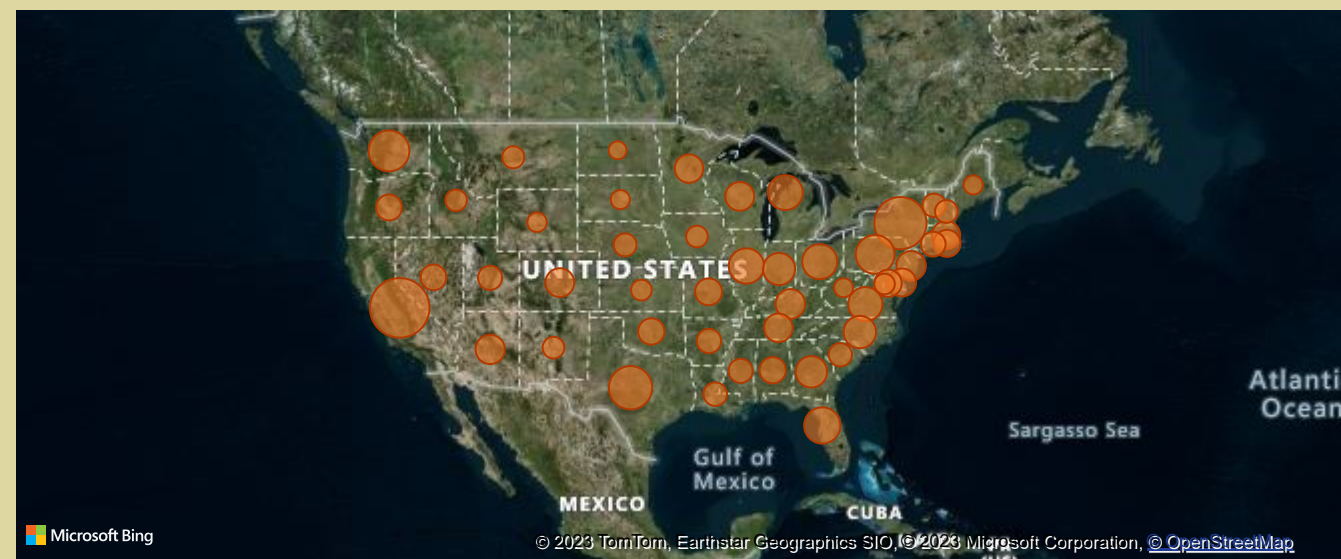 UNITED STATES
Atlanti
Ocean
Sargasso Sea
Gulf of
Mexico
MEXICO
CUBA
Microsoft Bing
© 2023 TomTom, Earthstar Geographics SIO, © 2023 Microsoft Corporation, © OpenStreetMap